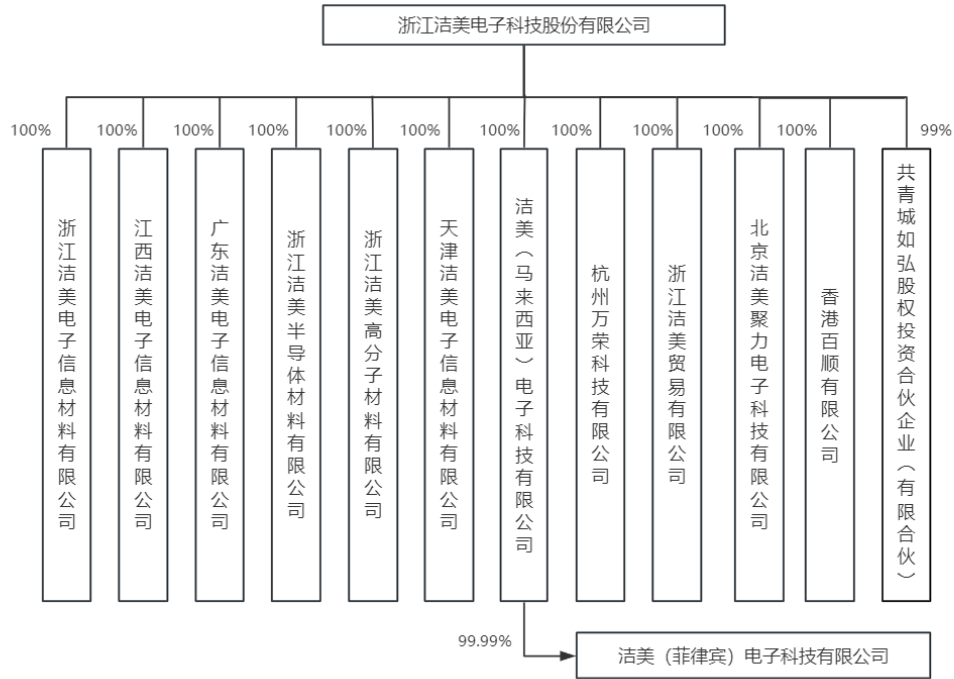 浙江洁美电子科技股份有限公司
100%
100%
100%
100%
100%
100%
100%
100%
100%
100%
100%
99%
浙江洁美电子信息材料有限公司
江西洁美电子信息材料有限公司
广东洁美电子信息材料有限公司
浙江洁美半导体材料有限公司
浙江洁美高分子材料有限公司
天津洁美电子信息材料有限公司
洁美（马来西亚）电子科技有限公司
杭州万荣科技有限公司
浙江洁美贸易有限公司
北京洁美聚力电子科技有限公司
香港百顺有限公司
共青城如弘股权投资合伙企业（有限合伙）
99.99%
洁美（菲律宾）电子科技有限公司